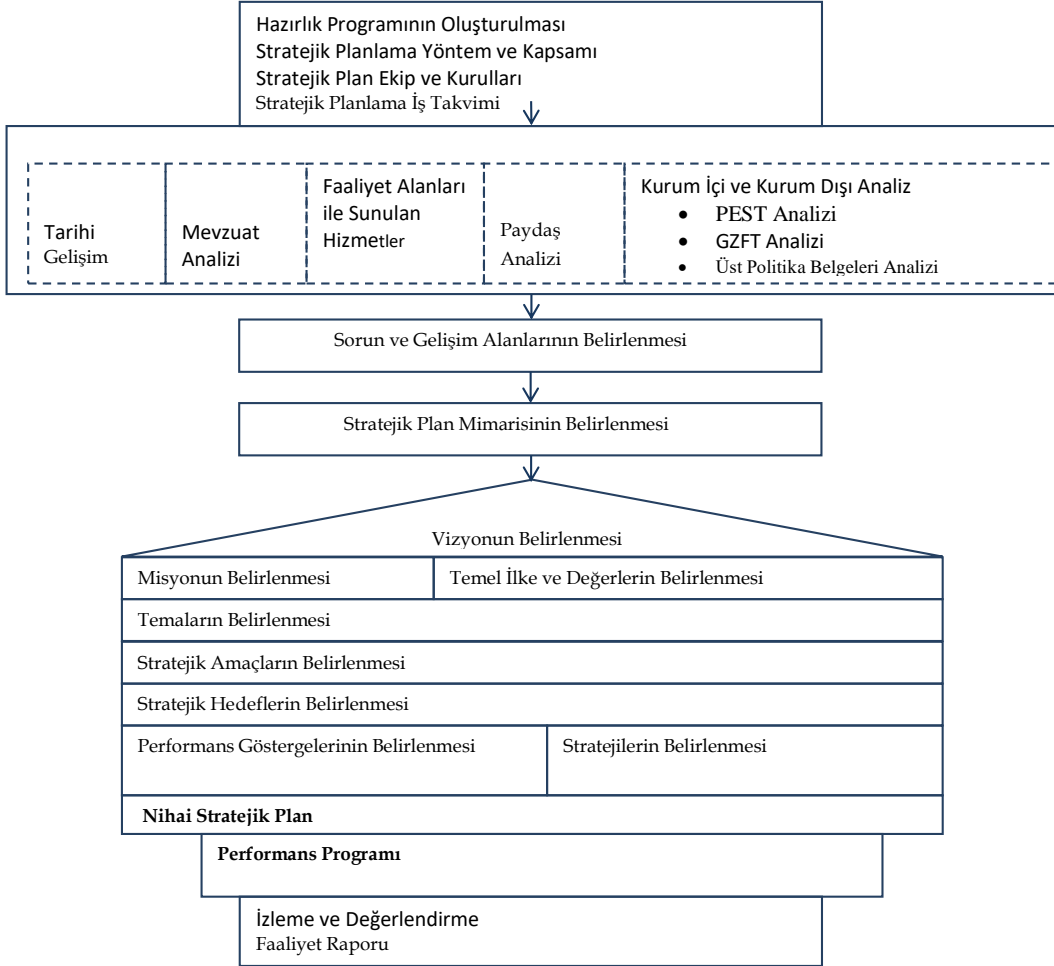 Hazırlık Programının Oluşturulması
Stratejik Planlama Yöntem ve Kapsamı
Stratejik Plan Ekip ve Kurulları
Stratejik Planlama İş Takvimi
Tarihi
Gelişim
Mevzuat
Analizi
Faaliyet Alanları
ile Sunulan
Hizmetler
Paydaş
Analizi
Kurum İçi ve Kurum Dışı Analiz
• PEST Analizi
• GZFT Analizi
• Üst Politika Belgeleri Analizi
Sorun ve Gelişim Alanlarının Belirlenmesi
Stratejik Plan Mimarisinin Belirlenmesi
Vizyonun Belirlenmesi
Misyonun Belirlenmesi
Temel İlke ve Değerlerin Belirlenmesi
Temaların Belirlenmesi
Stratejik Amaçların Belirlenmesi
Stratejik Hedeflerin Belirlenmesi
Performans Göstergelerinin Belirlenmesi
Stratejilerin Belirlenmesi
Nihai Stratejik Plan
Performans Programı
İzleme ve Değerlendirme
Faaliyet Raporu